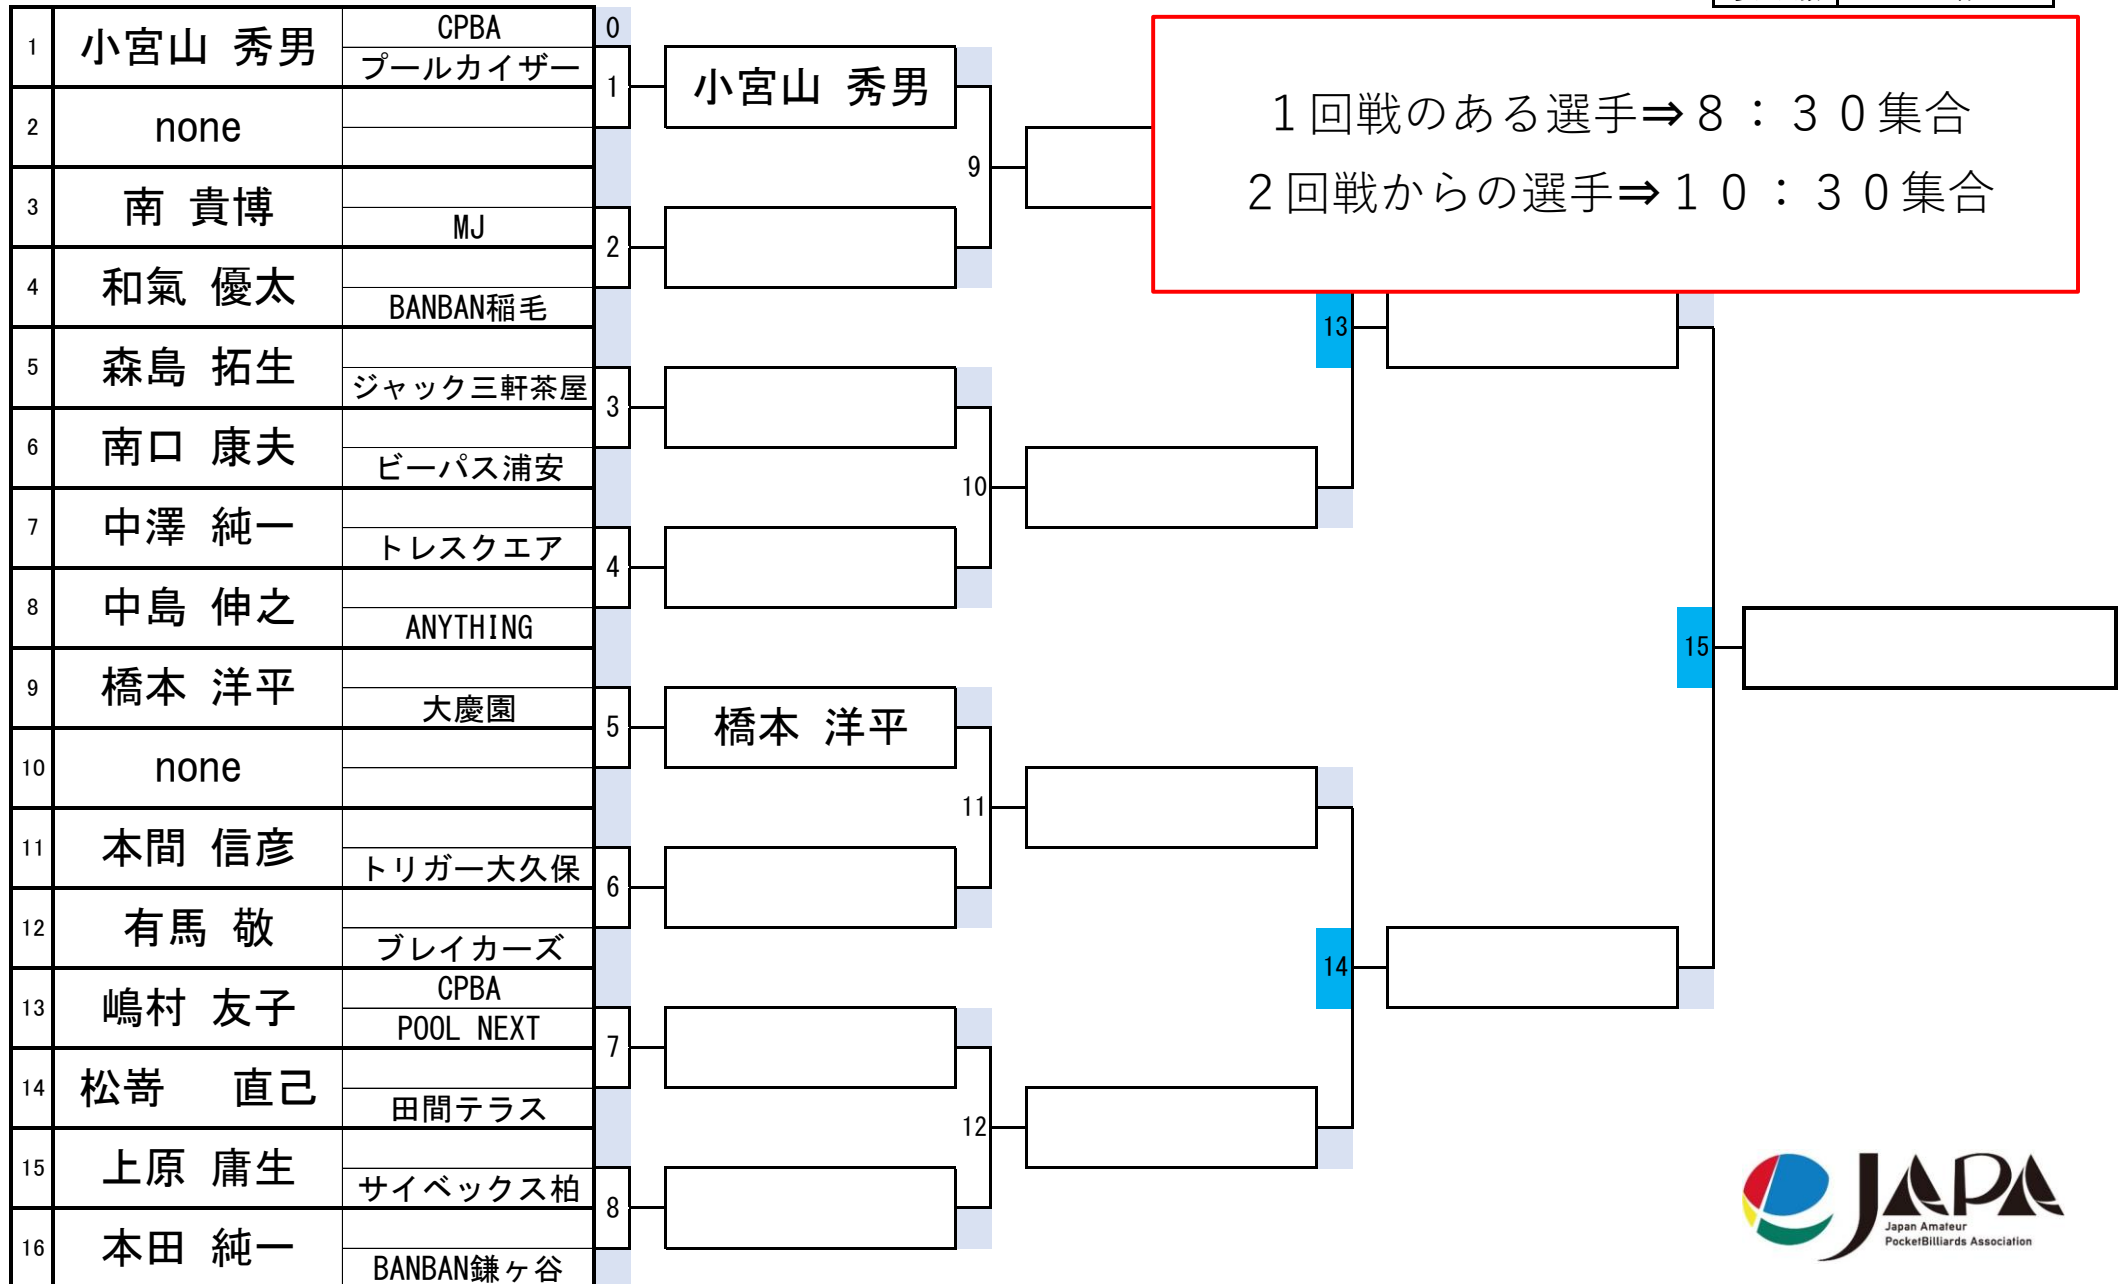 1 小宮山 秀男 CPBA 0
プールカイザー
1 小宮山 秀男
2 none
3 南 貴博
MJ
2
4 和氣 優太
BANBAN稲毛
5 森島 拓生
ジャック三軒茶屋
3
6 南口 康夫
ビーパス浦安
7 中澤 純一
トレスクエア
4
8 中島 伸之
ANYTHING
9 橋本 洋平
大慶園
5 橋本 洋平
10 none
11 本間 信彦
トリガー大久保
6
12 有馬 敬
ブレイカーズ
13 嶋村 友子 CPBA
POOL NEXT
7
14 松嵜 直己
田間テラス
15 上原 庸生
サイベックス柏
8
16 本田 純一
BANBAN鎌ヶ谷
9
10
11
12
13
14
15
１回戦のある選手⇒８：３０集合
２回戦からの選手⇒１０：３０集合
JAPA
Japan Amateur
PocketBilliards Association